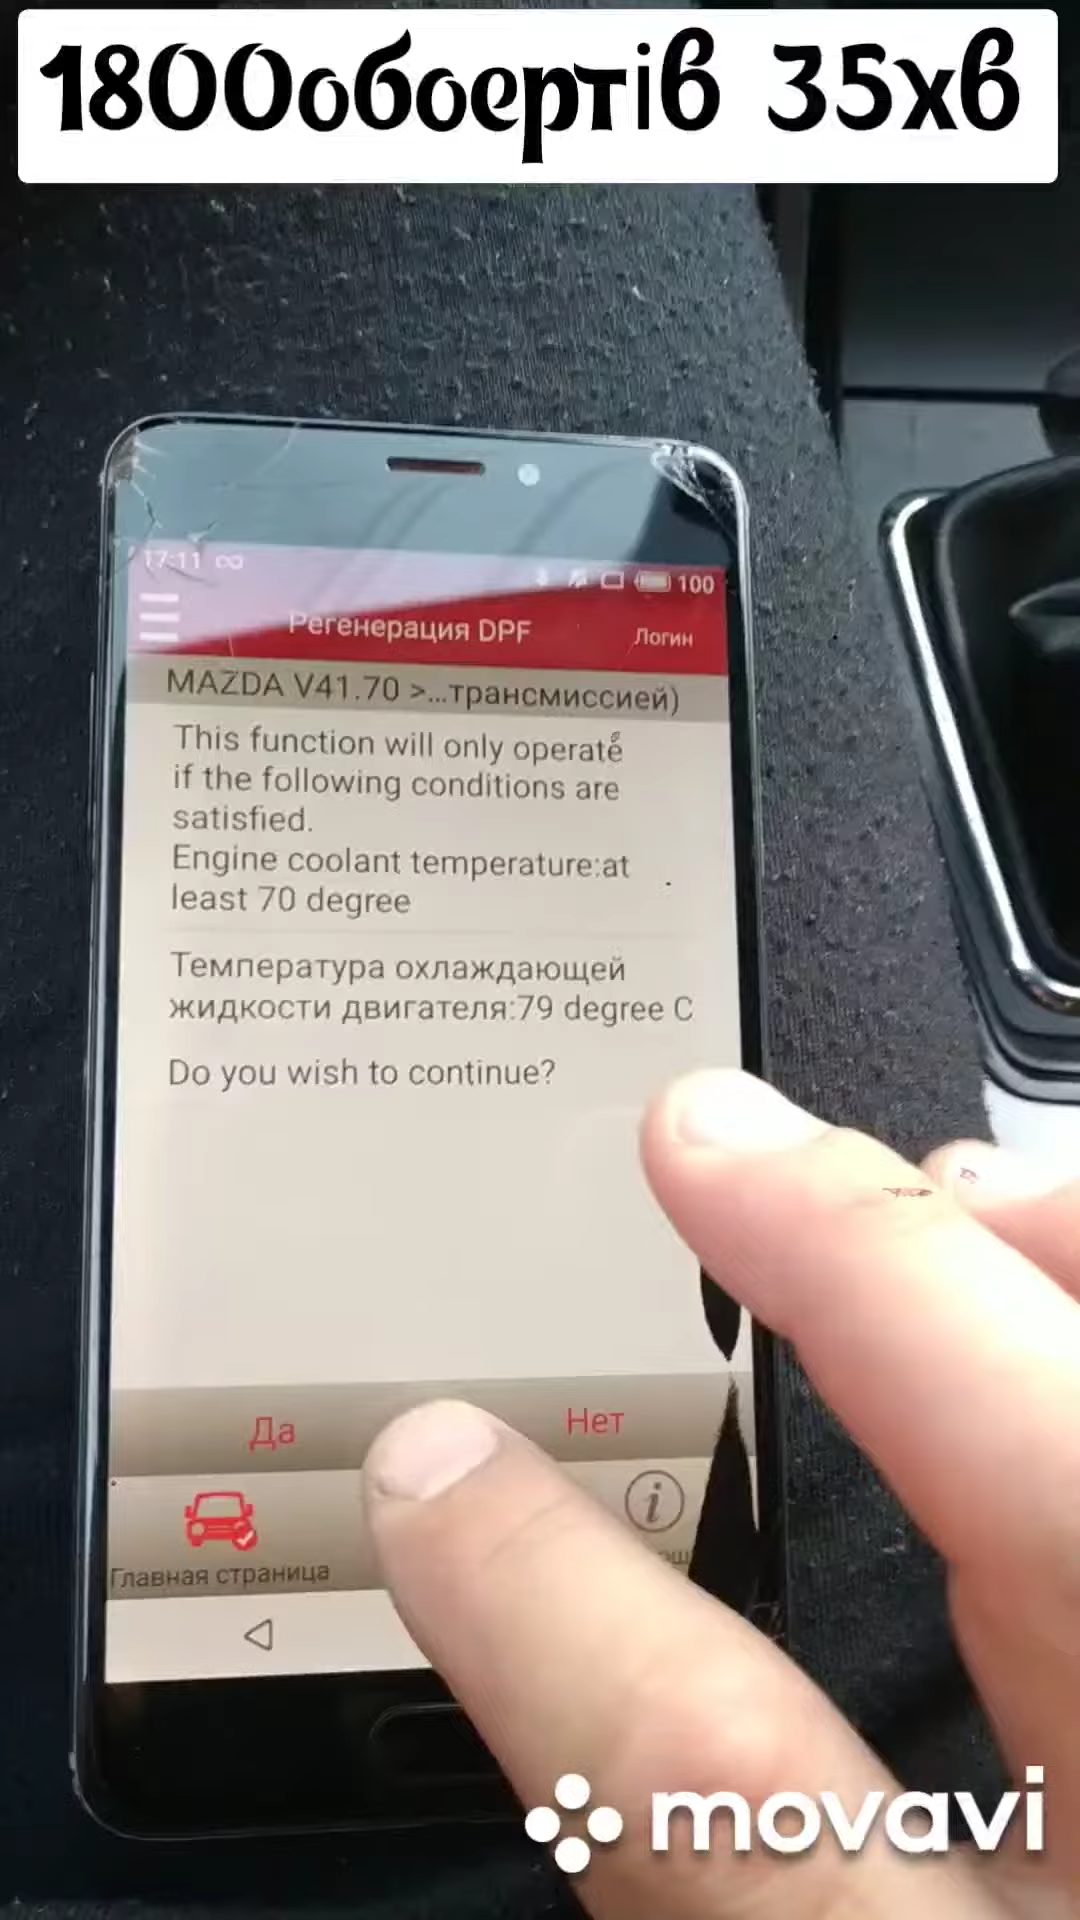 1800обоертів 35хв
17:11
100
Регенерация DPF
Логин
MAZDA V41.70 >...трансмиссией)
This function will only operate
if the following conditions are
satisfied.
Engine coolant temperature:at
least 70 degree
Температура охлаждающей
жидкости двигателя:79 degree C
Do you wish to continue?
Да
Нет
Главная страница
movavi